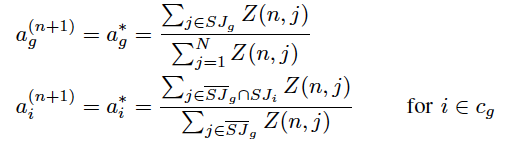 $a_g^{(n+1)} = a_g^* = \frac{\sum_{j \in SJ_g} Z(n,j)}{\sum_{j=1}^{N} Z(n,j)}$
$a_i^{(n+1)} = a_i^* = \frac{\sum_{j \in \overline{SJ}_g \cap SJ_i} Z(n,j)}{\sum_{j \in \overline{SJ}_g} Z(n,j)} \quad \text{for } i \in c_g$